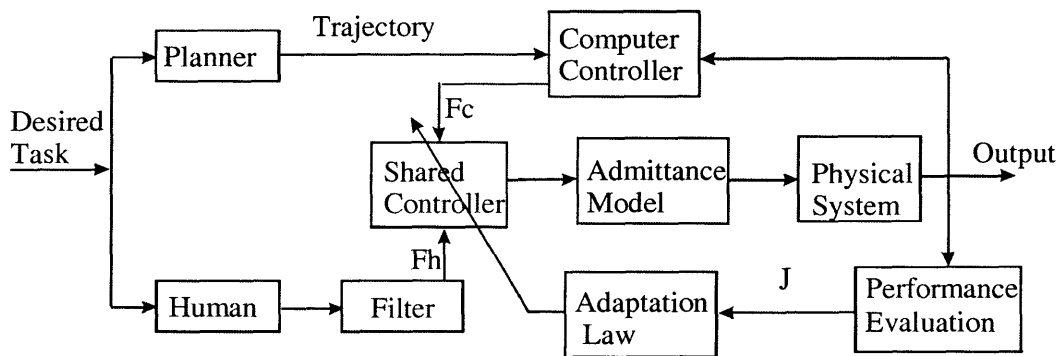 Trajectory
Planner
Computer
Controller
Desired
Task
Fc
Shared
Controller
Admittance
Model
Physical
System
Output
Fh
Human
Filter
Adaptation
Law
J
Performance
Evaluation